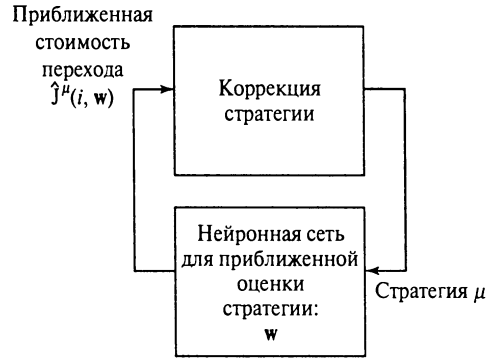 Приближенная
стоимость
перехода
Ĵ^μ(i, w)
Коррекция
стратегии
Нейронная сеть
для приближенной
оценки
стратегии:
w
Стратегия μ